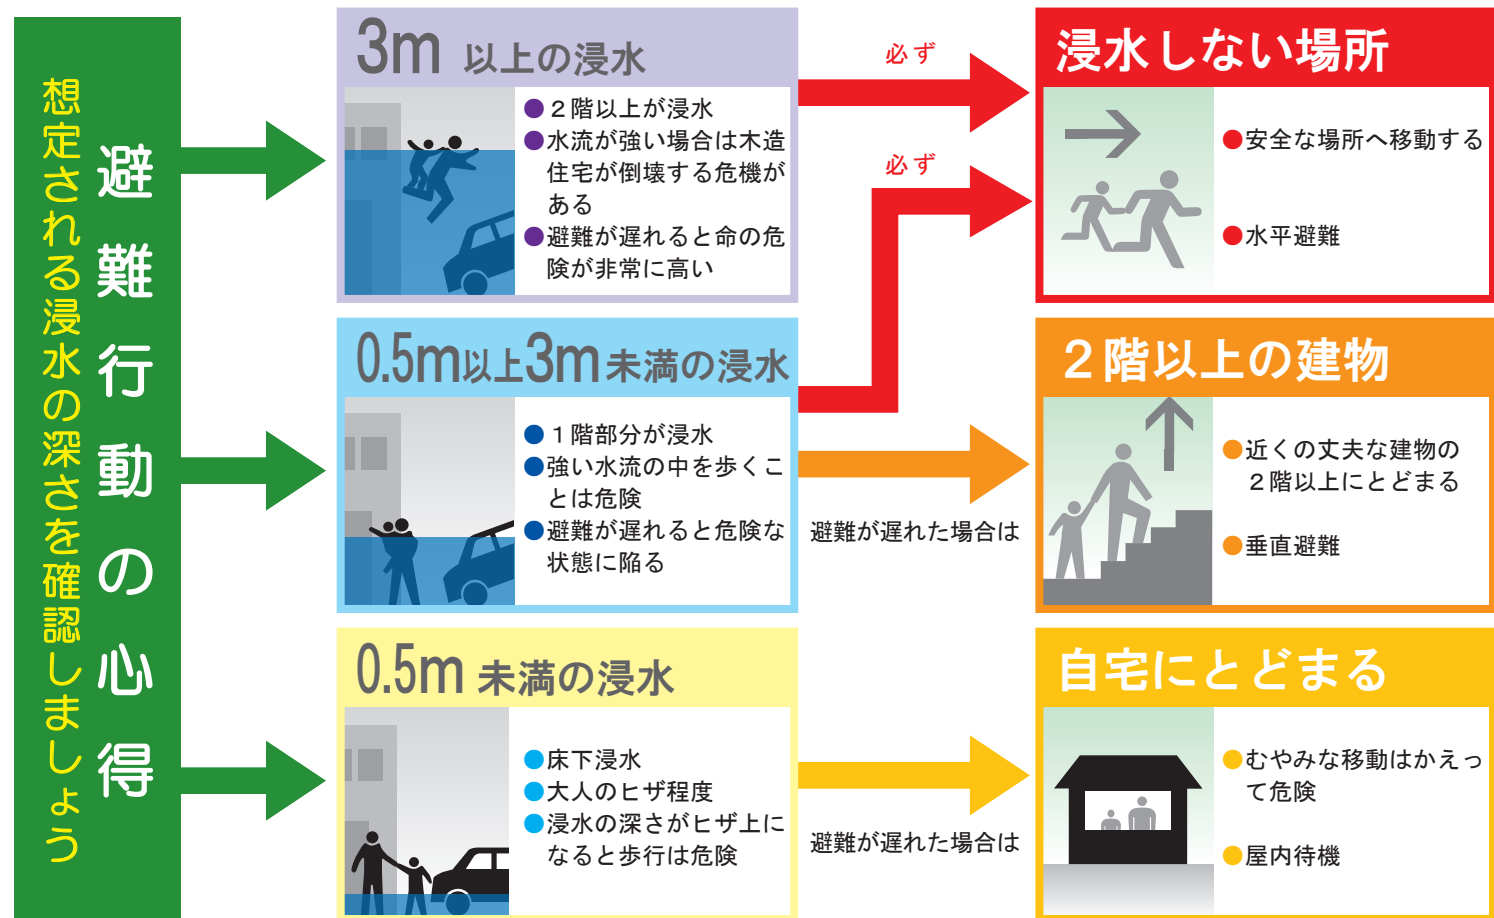 避難行動の心得
想定される浸水の深さを確認しましょう
3m 以上の浸水
●２階以上が浸水
●水流が強い場合は木造
住宅が倒壊する危機が
ある
●避難が遅れると命の危
険が非常に高い
必ず
浸水しない場所
●安全な場所へ移動する
●水平避難
0.5m以上3m未満の浸水
●１階部分が浸水
●強い水流の中を歩くこ
とは危険
●避難が遅れると危険な
状態に陥る
必ず
避難が遅れた場合は
２階以上の建物
●近くの丈夫な建物の
２階以上にとどまる
●垂直避難
0.5m 未満の浸水
●床下浸水
●大人のヒザ程度
●浸水の深さがヒザ上に
なると歩行は危険
避難が遅れた場合は
自宅にとどまる
●むやみな移動はかえっ
て危険
●屋内待機